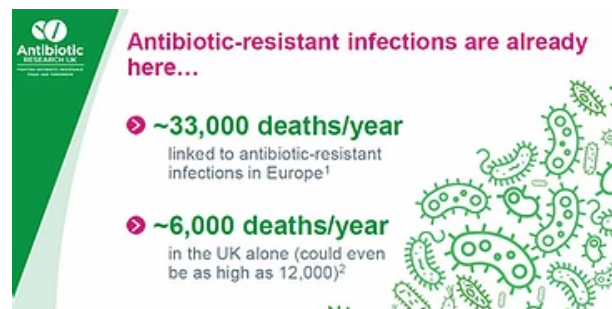 Antibiotic
RESEARCH UK
Antibiotic-resistant infections are already
here…
~33,000 deaths/year
linked to antibiotic-resistant
infections in Europe¹
~6,000 deaths/year
in the UK alone (could even
be as high as 12,000)²